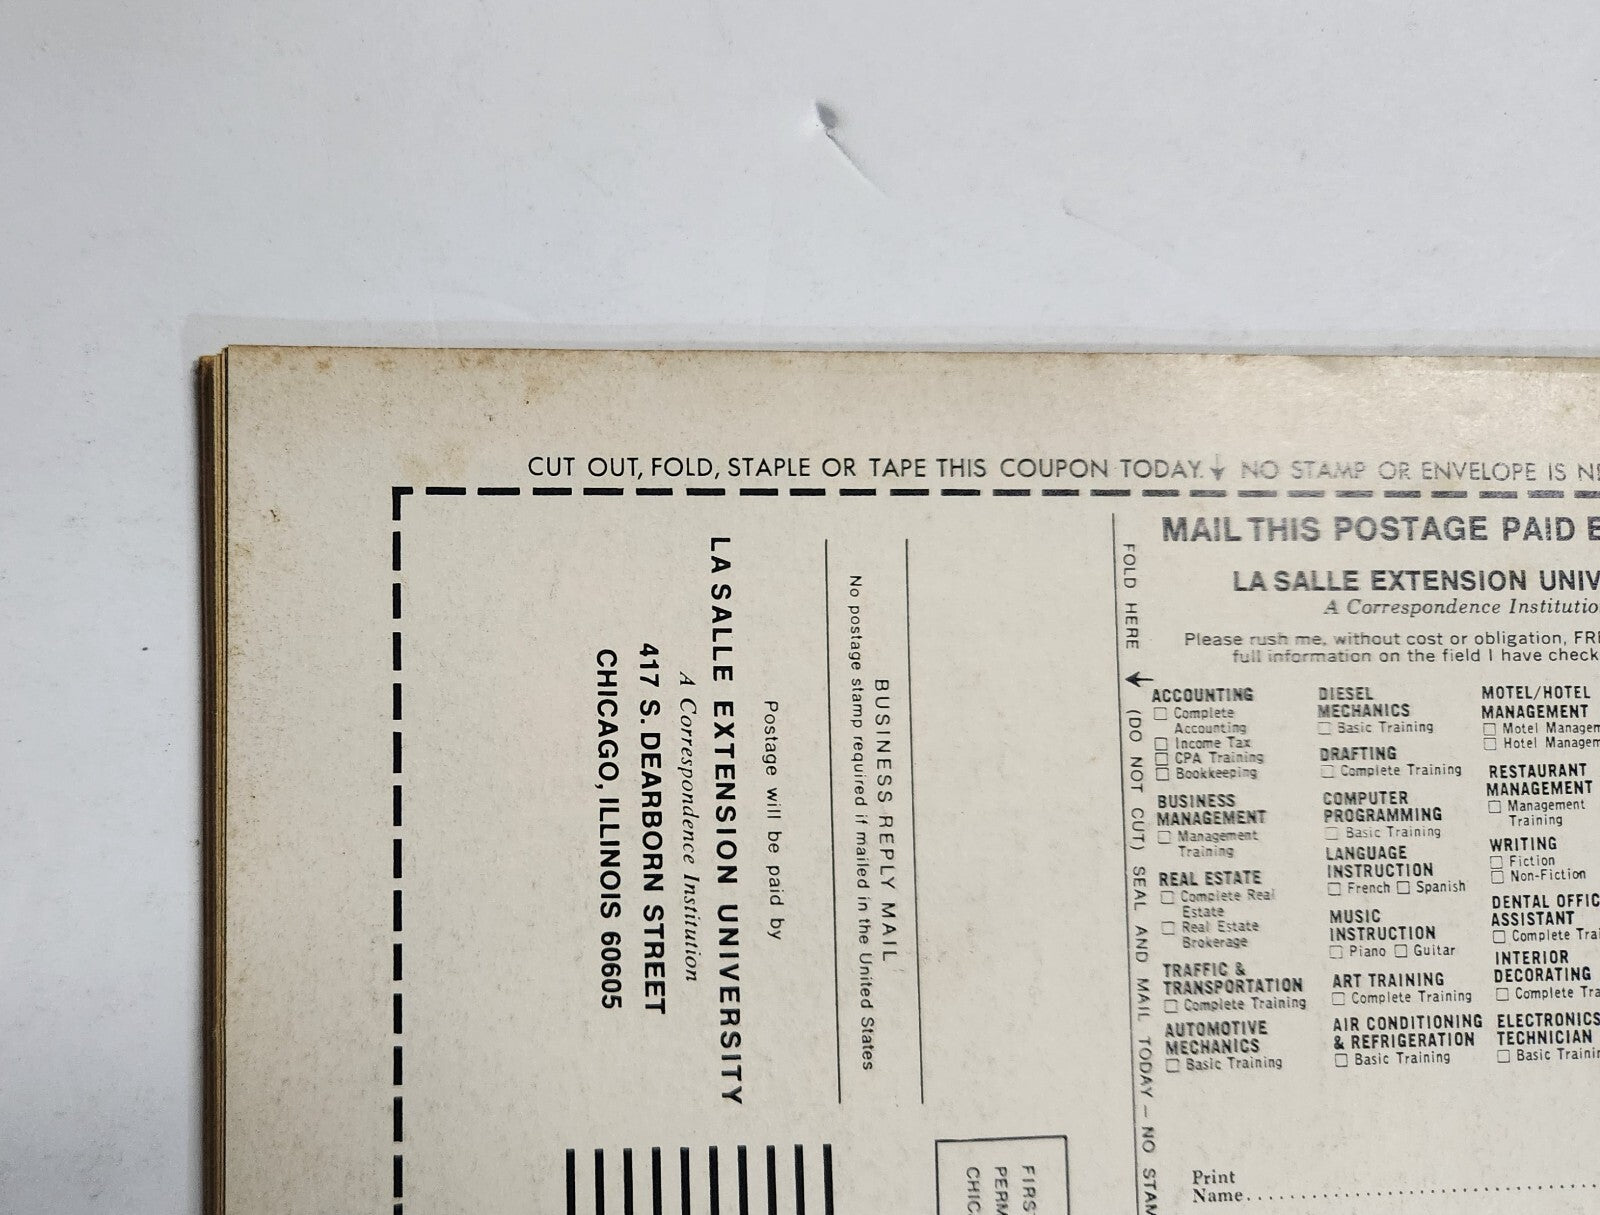 CUT OUT, FOLD, STAPLE OR TAPE THIS COUPON TODAY. NO STAMP OR ENVELOPE IS
BUSINESS REPLY MAIL
No postage stamp required if mailed in the United States
Postage will be paid by
LA SALLE EXTENSION UNIVERSITY
A Correspondence Institution
417 S. DEARBORN STREET
CHICAGO, ILLINOIS 60605
FOLD HERE (DO NOT CUT) SEAL AND MAIL TODAY – NO
MAIL THIS POSTAGE PAID
LA SALLE EXTENSION
A Correspondence
Please rush me, without cost or obligation,
full information on the field I have
ACCOUNTING
Complete
Accounting
Income Tax
CPA Training
Bookkeeping
BUSINESS
MANAGEMENT
Management
Training
REAL ESTATE
Complete Real
Estate
Real Estate
Brokerage
TRAFFIC &
TRANSPORTATION
Complete Training
AUTOMOTIVE
MECHANICS
Basic Training
DIESEL
MECHANICS
Basic Training
DRAFTING
Complete Training
COMPUTER
PROGRAMMING
Basic Training
LANGUAGE
INSTRUCTION
French Spanish
MUSIC
INSTRUCTION
Piano Guitar
ART TRAINING
Complete Training
AIR CONDITIONING
& REFRIGERATION
Basic Training
MOTEL/HOTEL
MANAGEMENT
Motel
Hotel
RESTAURANT
MANAGEMENT
Management
Training
WRITING
Fiction
Non-Fiction
DENTAL
ASSISTANT
Complete
INTERIOR
DECORATING
Complete
ELECTRONICS
TECHNICIAN
Basic
Print
Name